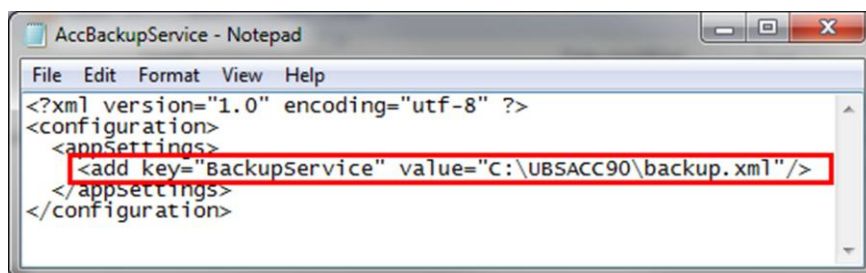 AccBackupService - Notepad
File Edit Format View Help
<?xml version="1.0" encoding="utf-8" ?>
<configuration>
<appSettings>
<add key="BackupService" value="C:\UBSACC90\backup.xml"/>
</appSettings>
</configuration>